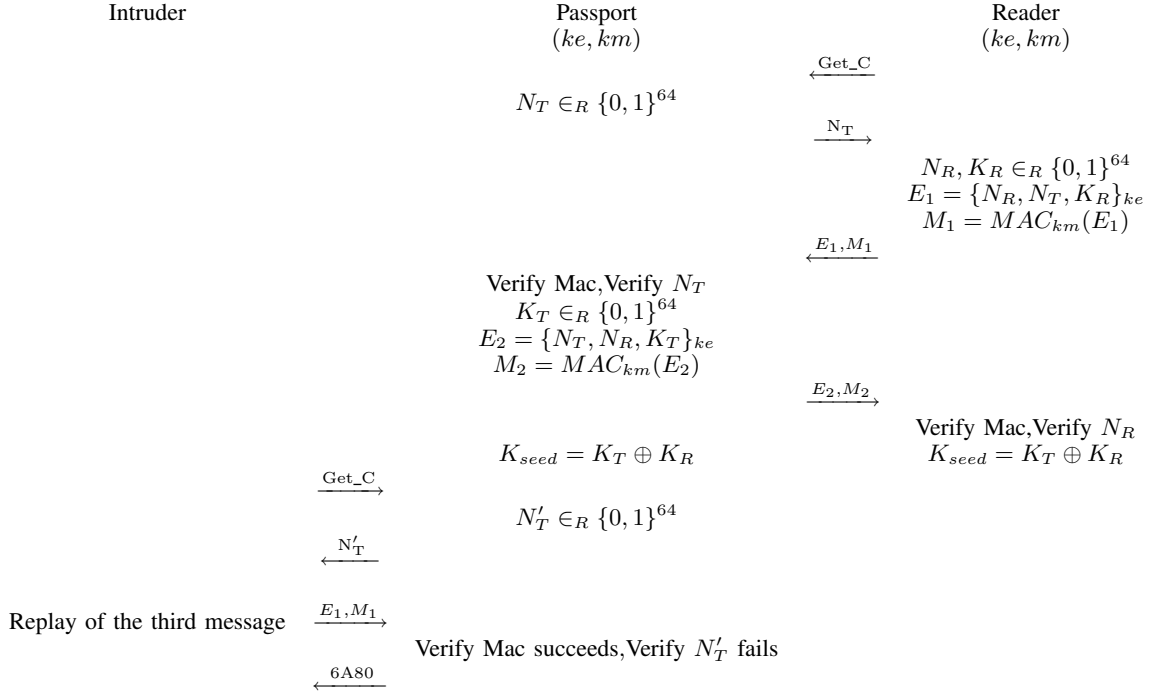 Intruder Passport Reader
(ke, km) (ke, km)
Get_C
N_T ∈_R {0, 1}^64
N_T
N_R, K_R ∈_R {0, 1}^64
E_1 = {N_R, N_T, K_R}_ke
M_1 = MAC_km(E_1)
E_1,M_1
Verify Mac,Verify N_T
K_T ∈_R {0, 1}^64
E_2 = {N_T, N_R, K_T}_ke
M_2 = MAC_km(E_2)
E_2,M_2
Verify Mac,Verify N_R
K_seed = K_T ⊕ K_R K_seed = K_T ⊕ K_R
Get_C
N'_T ∈_R {0, 1}^64
N'_T
Replay of the third message E_1,M_1
Verify Mac succeeds,Verify N'_T fails
6A80